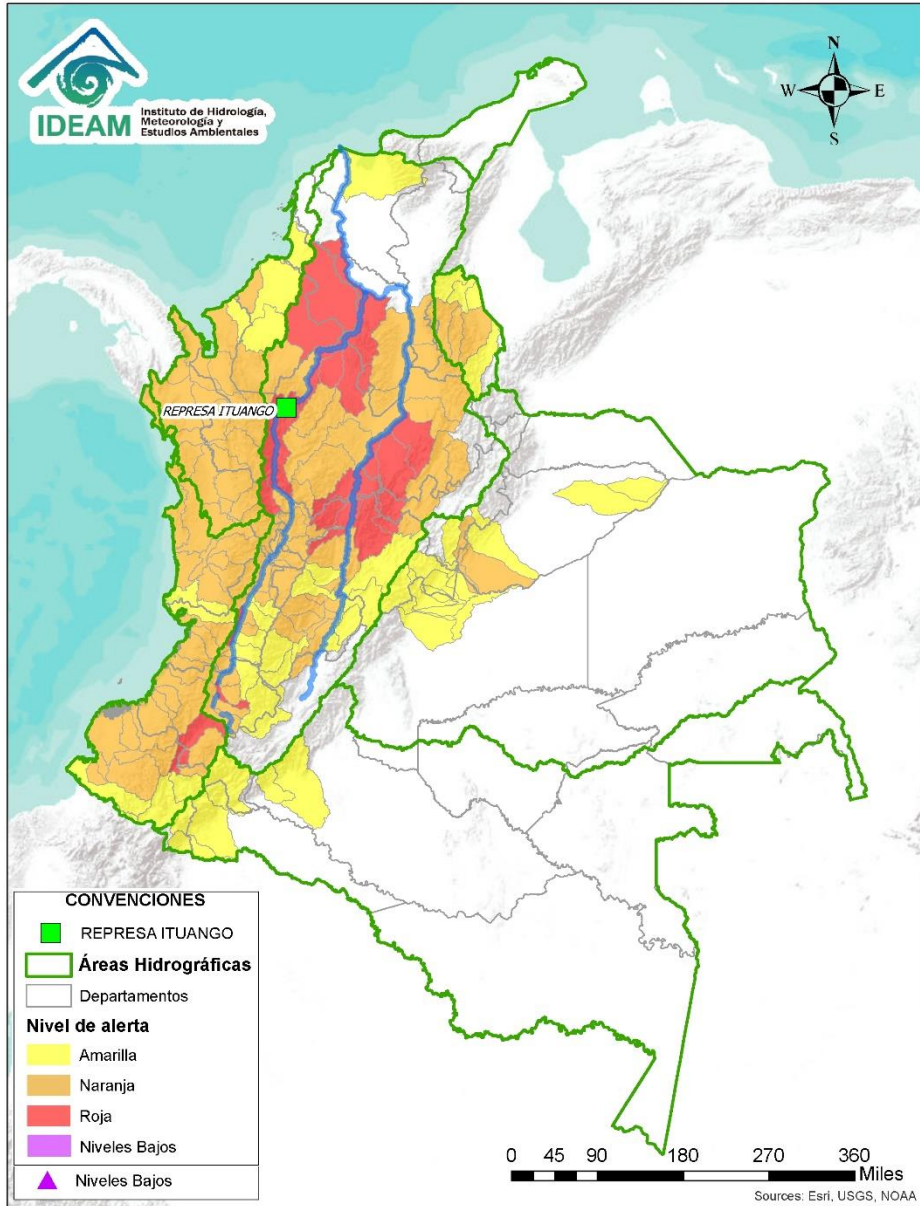 IDEAM
Instituto de Hidrología,
Meteorología y
Estudios Ambientales
N
W
E
S
REPRESA ITUANGO
CONVENCIONES
REPRESA ITUANGO
Áreas Hidrográficas
Departamentos
Nivel de alerta
Amarilla
Naranja
Roja
Niveles Bajos
Niveles Bajos
0 45 90 180 270 360
Miles
Sources: Esri, USGS, NOAA